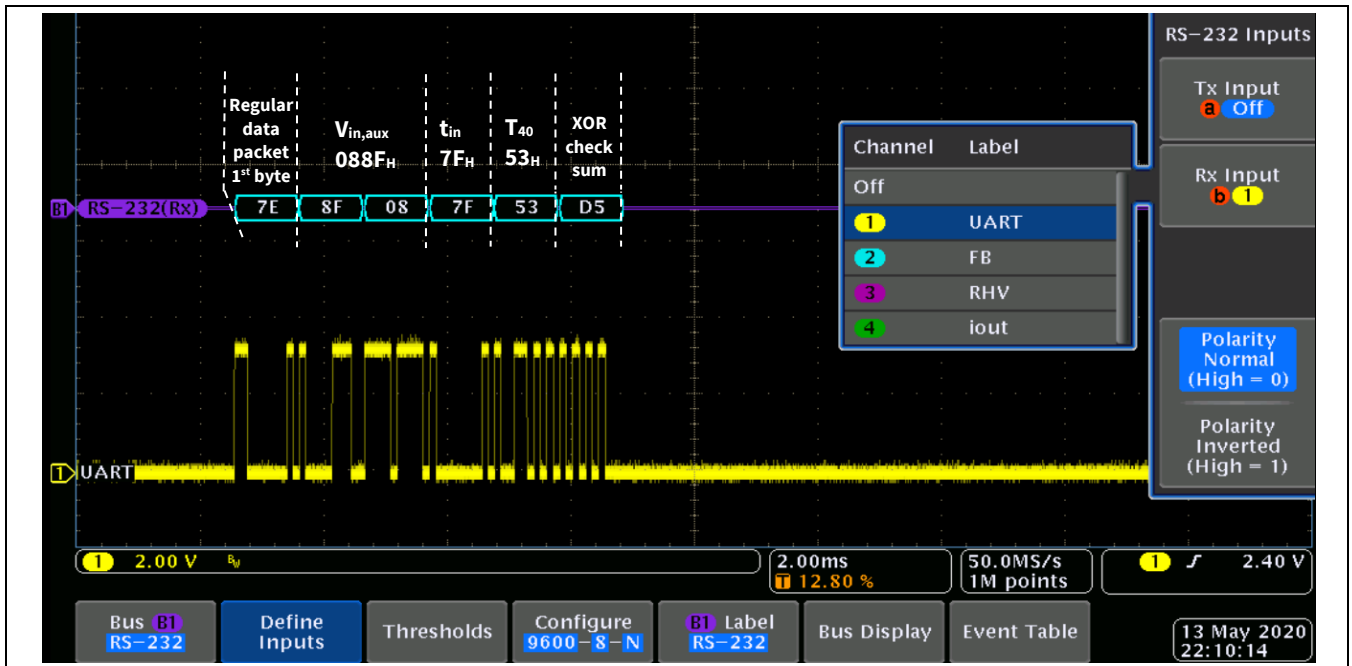 RS-232 Inputs
Tx Input
a Off
Rx Input
b 1
Polarity
Normal
(High = 0)
Polarity
Inverted
(High = 1)
Channel Label
Off
1 UART
2 FB
3 RHV
4 iout
Regular
data
packet
1st byte
Vin,aux
088FH
tin
7FH
T40
53H
XOR
check
sum
B1 RS-232(Rx) 7E 8F 08 7F 53 D5
1 UART
1 2.00 V BW
2.00ms
T 12.80 %
50.0MS/s
1M points
1 2.40 V
Bus B1
RS-232
Define
Inputs
Thresholds
Configure
9600-8-N
B1 Label
RS-232
Bus Display
Event Table
13 May 2020
22:10:14